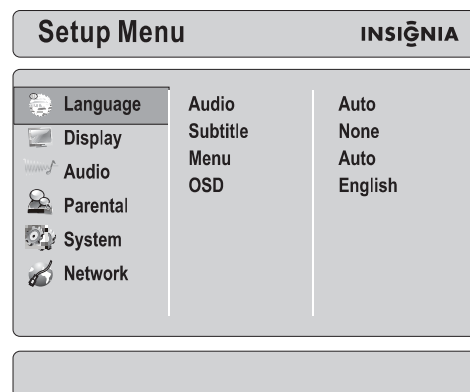 Setup Menu INSIGNIA
Language Audio Auto
Display Subtitle None
Audio Menu Auto
Parental OSD English
System
Network